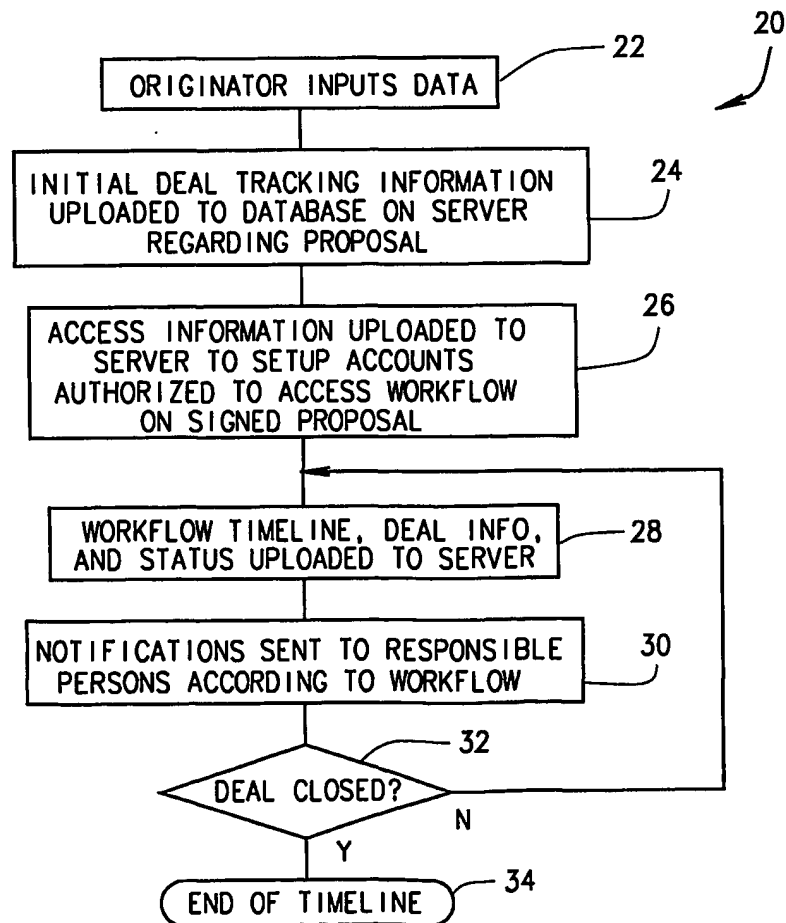 20
22
ORIGINATOR INPUTS DATA
24
INITIAL DEAL TRACKING INFORMATION
UPLOADED TO DATABASE ON SERVER
REGARDING PROPOSAL
26
ACCESS INFORMATION UPLOADED TO
SERVER TO SETUP ACCOUNTS
AUTHORIZED TO ACCESS WORKFLOW
ON SIGNED PROPOSAL
WORKFLOW TIMELINE, DEAL INFO,
AND STATUS UPLOADED TO SERVER
28
NOTIFICATIONS SENT TO RESPONSIBLE
PERSONS ACCORDING TO WORKFLOW
30
32
DEAL CLOSED?
N
Y
END OF TIMELINE
34